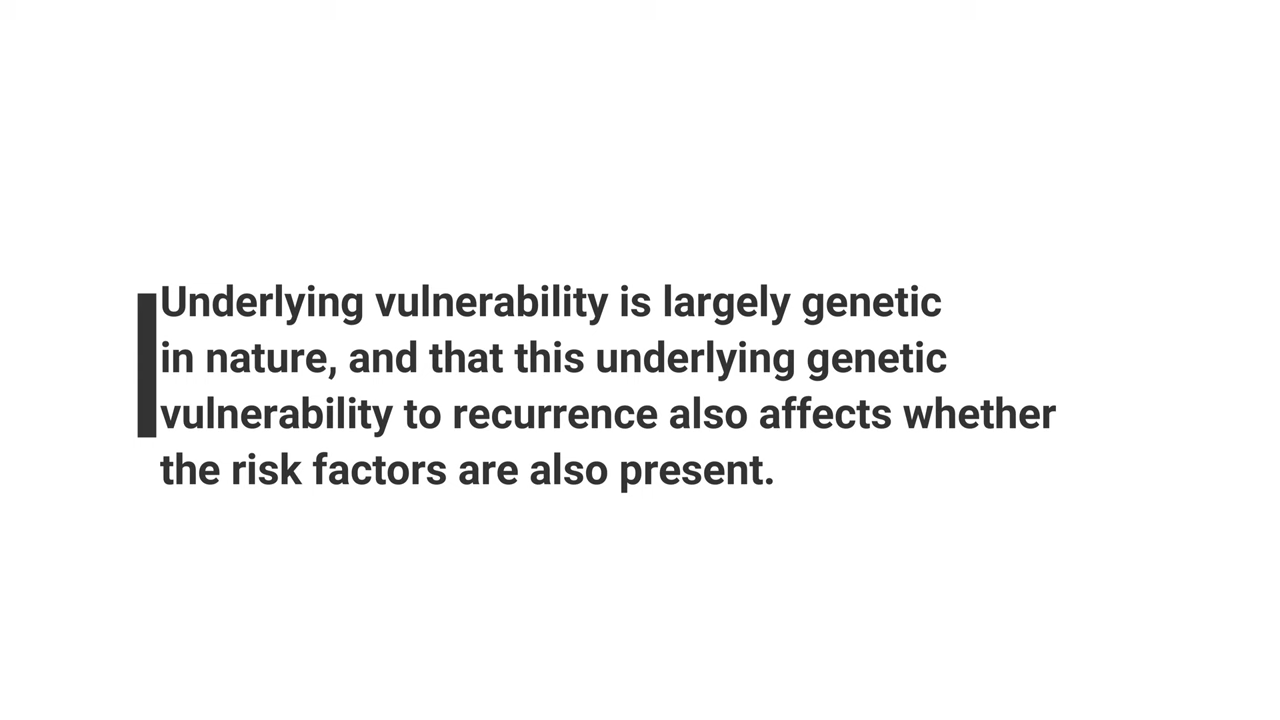 Underlying vulnerability is largely genetic
in nature, and that this underlying genetic
vulnerability to recurrence also affects whether
the risk factors are also present.